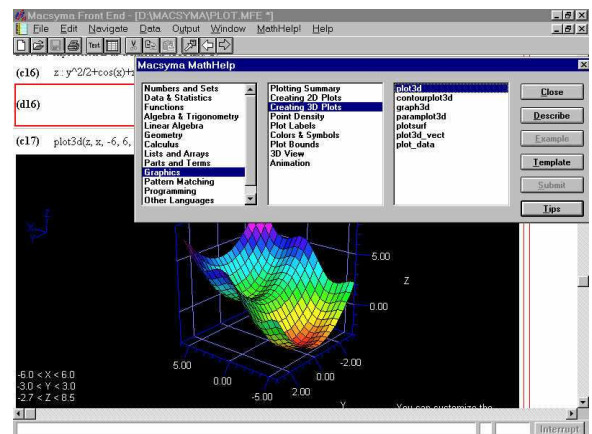 Macsyma Front End - [D:\MACSYMA\PLOT.MFE *]
File Edit Navigate Data Output Window MathHelp! Help
Text
Macsyma MathHelp
(c16) z : y^2/2+cos(x)+
(d16)
(c17) plot3d(z, x, -6, 6,
Numbers and Sets
Data & Statistics
Functions
Algebra & Trigonometry
Linear Algebra
Geometry
Calculus
Lists and Arrays
Parts and Terms
Graphics
Pattern Matching
Programming
Other Languages
Plotting Summary
Creating 2D Plots
Creating 3D Plots
Point Density
Plot Labels
Colors & Symbols
Plot Bounds
3D View
Animation
plot3d
contourplot3d
graph3d
paramplot3d
plotsurf
plot3d_vect
plot_data
Close
Describe
Example
Template
Submit
Tips
5.00
Z
0.00
5.00
0.00
-5.00
2.00
0.00
-2.00
Y
-6.0 < X < 6.0
-3.0 < Y < 3.0
-2.7 < Z < 8.5
You can customize the
Interrupt